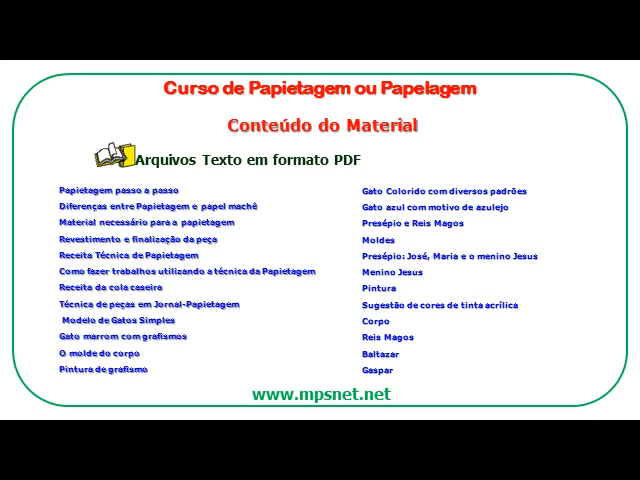 Curso de Papietagem ou Papelagem
Conteúdo do Material
Arquivos Texto em formato PDF
Papietagem passo a passo
Diferenças entre Papietagem e papel machê
Material necessário para a papietagem
Revestimento e finalização da peça
Receita Técnica de Papietagem
Como fazer trabalhos utilizando a técnica da Papietagem
Receita da cola caseira
Técnica de peças em Jornal-Papietagem
Modelo de Gatos Simples
Gato marrom com grafismos
O molde do corpo
Pintura de grafismo
Gato Colorido com diversos padrões
Gato azul com motivo de azulejo
Presépio e Reis Magos
Moldes
Presépio: José, Maria e o menino Jesus
Menino Jesus
Pintura
Sugestão de cores de tinta acrílica
Corpo
Reis Magos
Baltazar
Gaspar
www.mpsnet.net